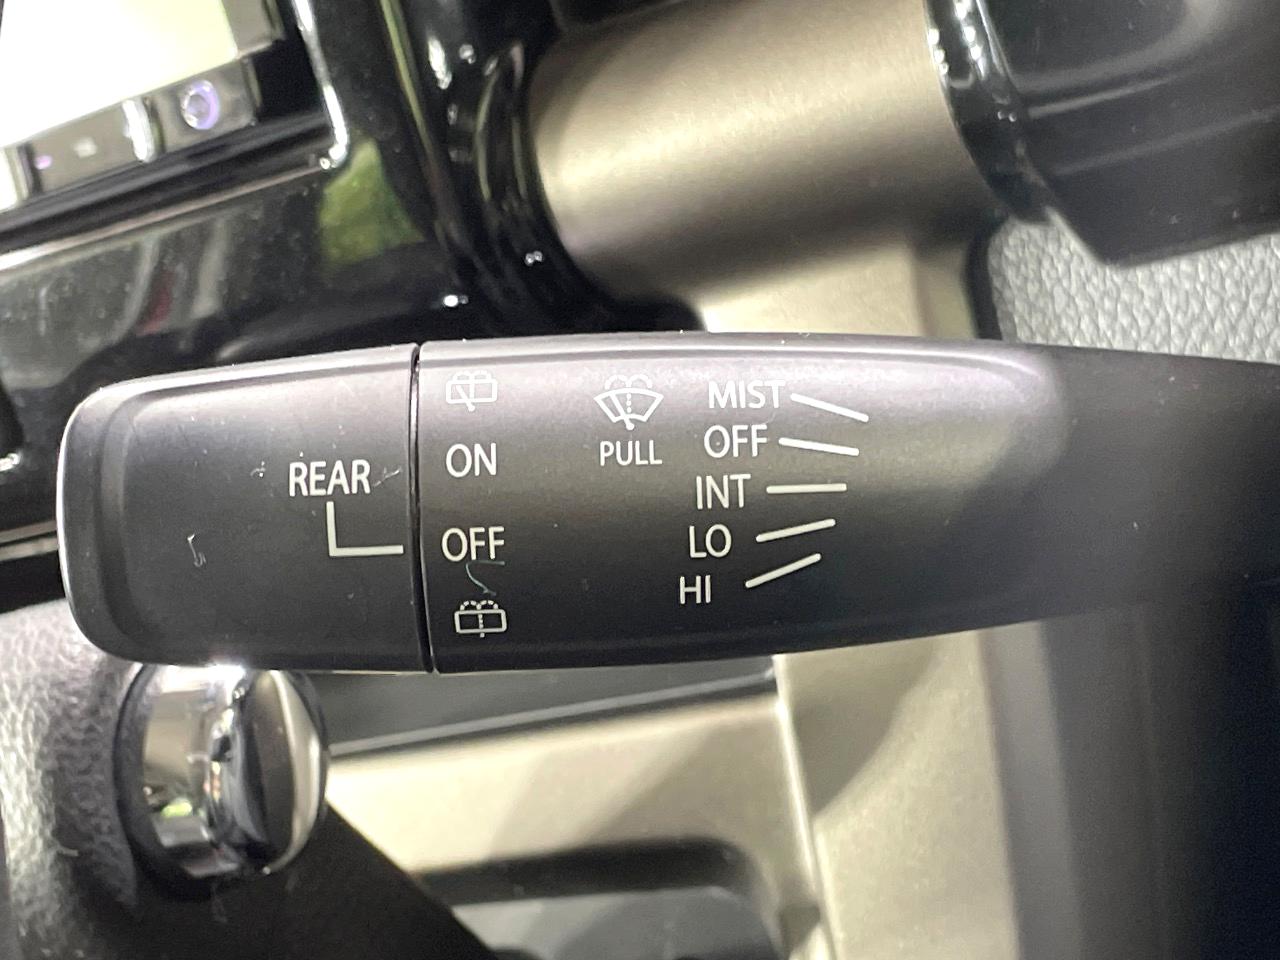 REAR
ON
OFF
PULL
MIST
OFF
INT
LO
HI